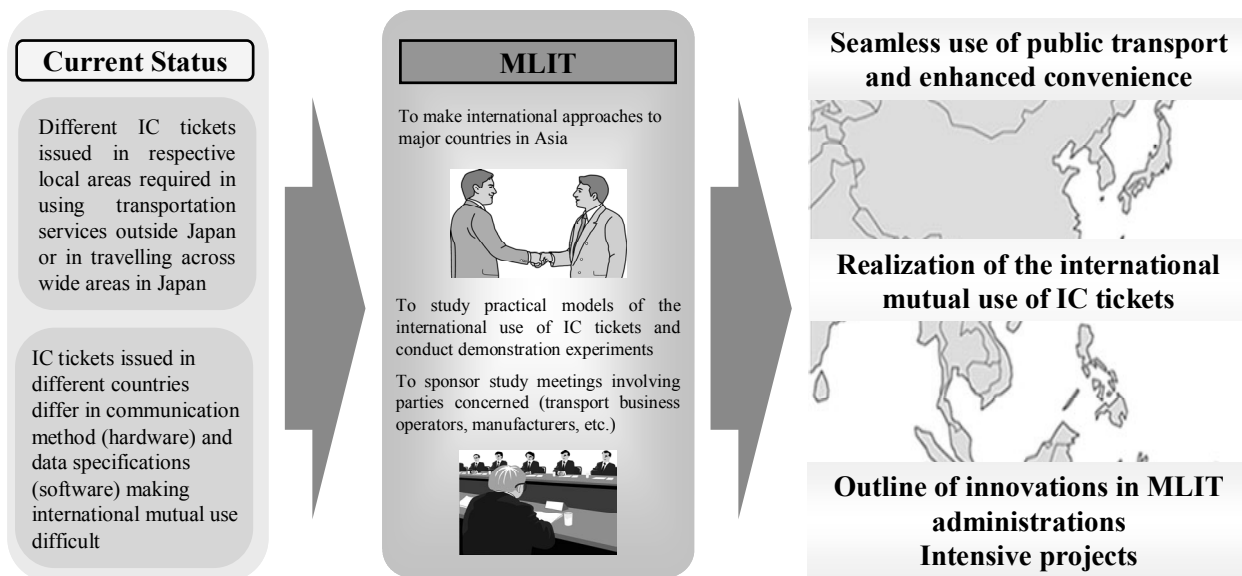 Current Status
Different IC tickets
issued in respective
local areas required in
using transportation
services outside Japan
or in travelling across
wide areas in Japan
IC tickets issued in
different countries
differ in communication
method (hardware) and
data specifications
(software) making
international mutual use
difficult
MLIT
To make international approaches to
major countries in Asia
To study practical models of the
international use of IC tickets and
conduct demonstration experiments
To sponsor study meetings involving
parties concerned (transport business
operators, manufacturers, etc.)
Seamless use of public transport
and enhanced convenience
Realization of the international
mutual use of IC tickets
Outline of innovations in MLIT
administrations
Intensive projects